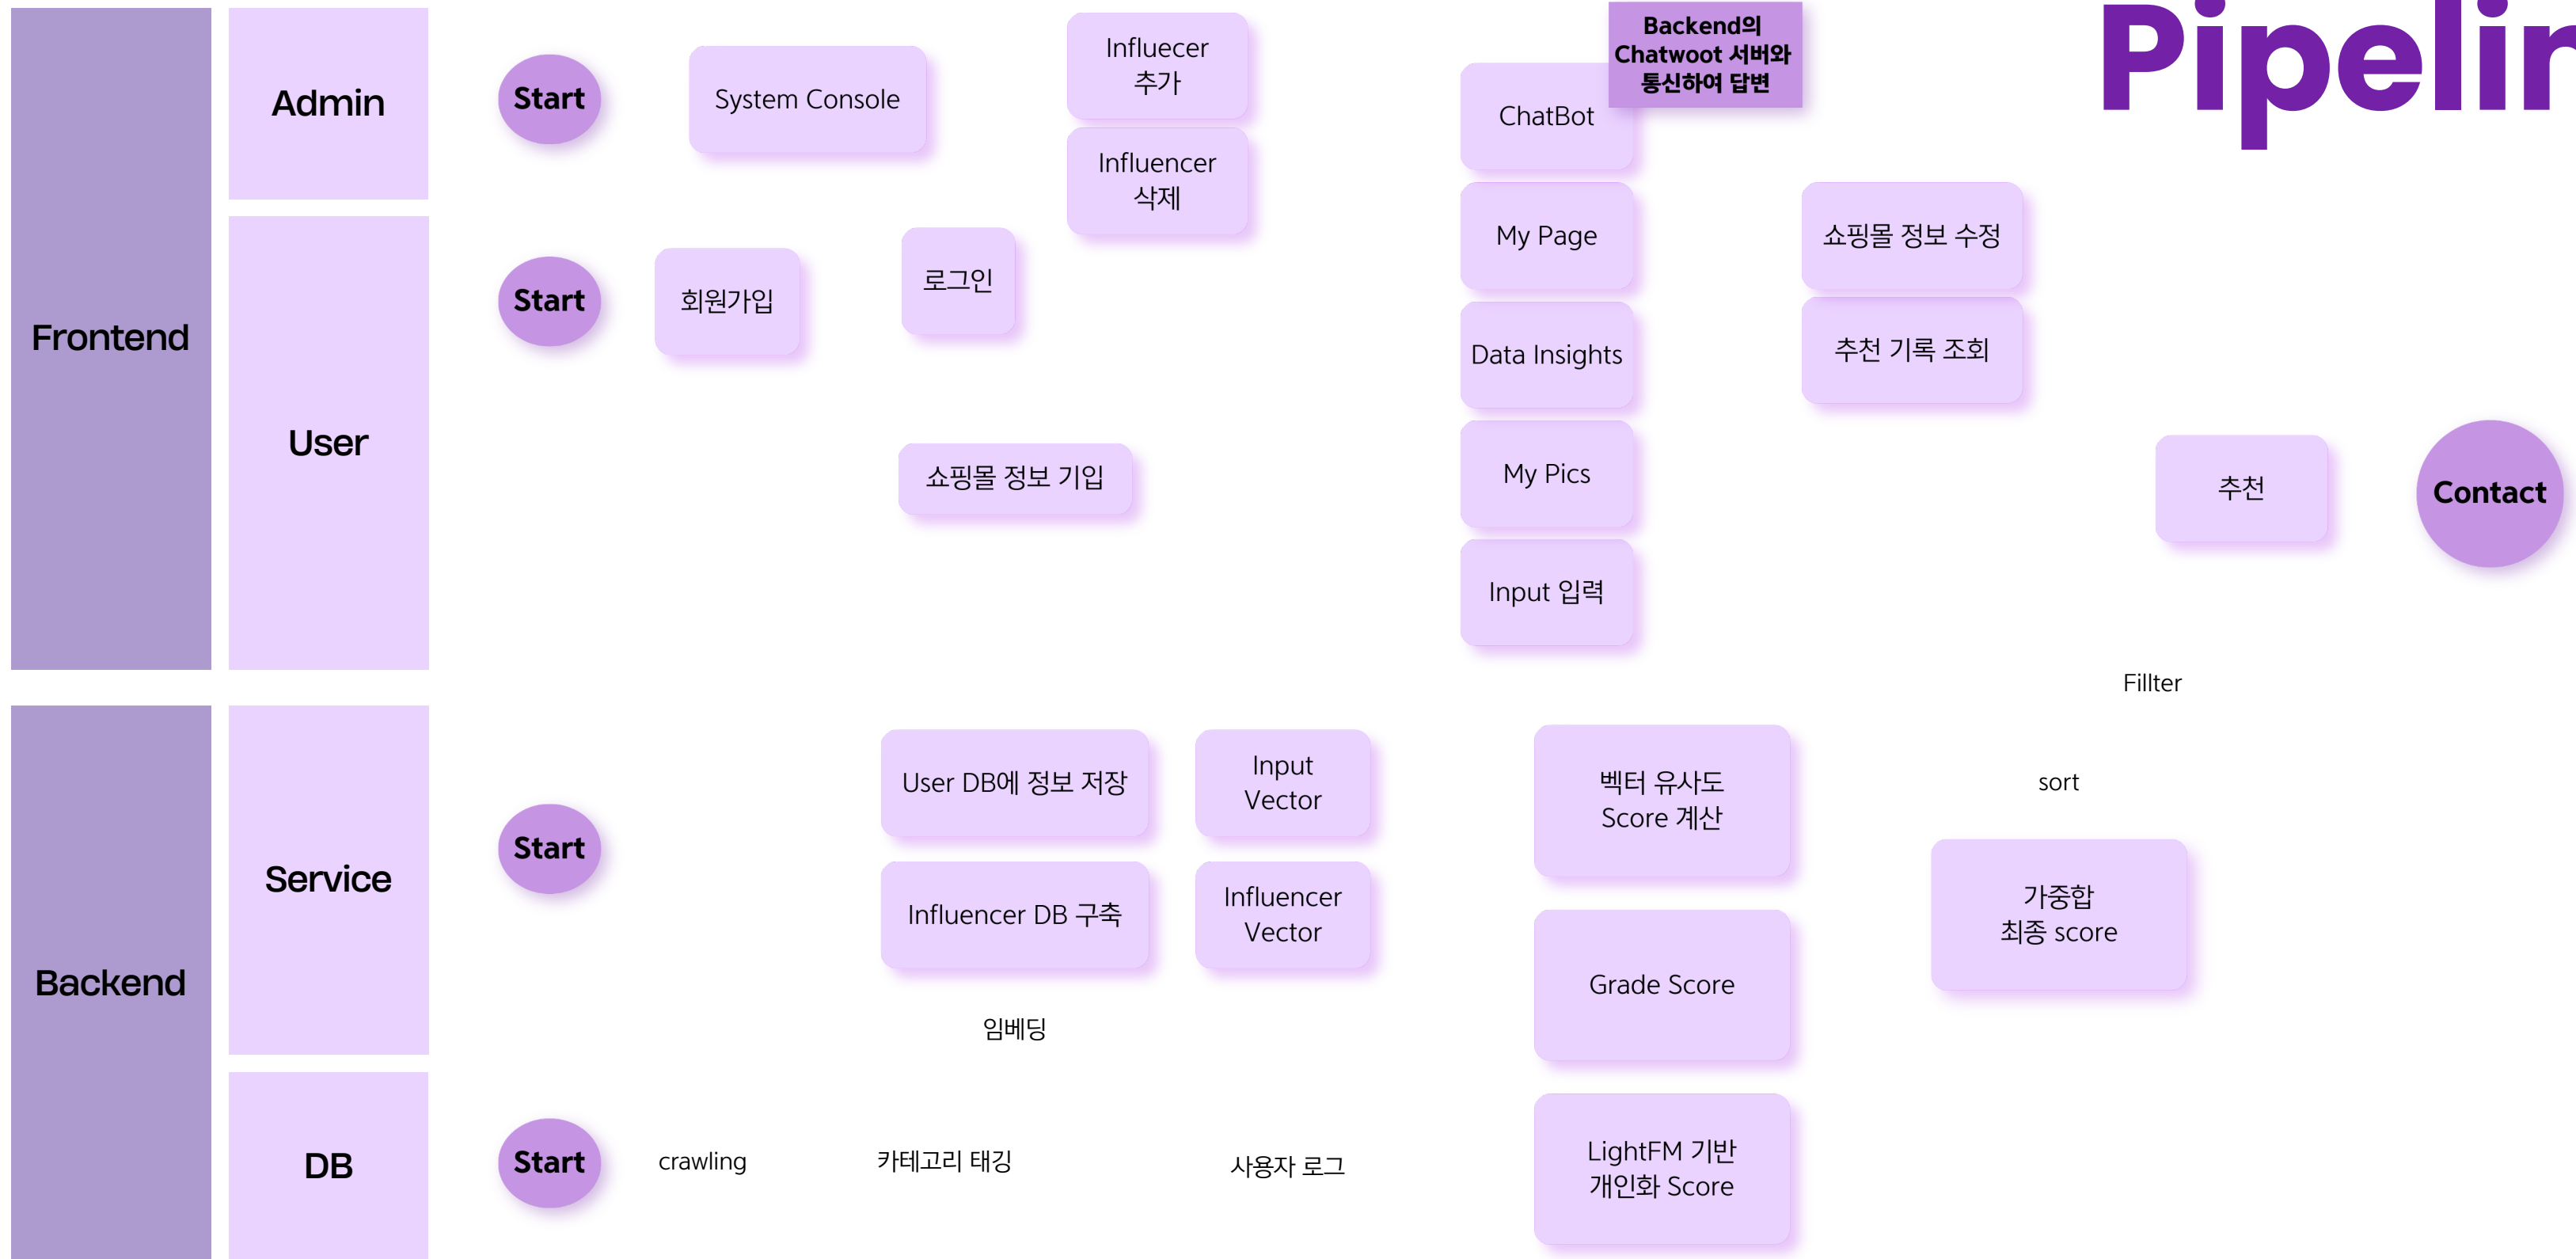 Pipelin
Frontend
Admin
Start
System Console
Influecer
추가
Influencer
삭제
Backend의
Chatwoot 서버와
통신하여 답변
ChatBot
User
Start
회원가입
로그인
쇼핑몰 정보 기입
My Page
Data Insights
My Pics
Input 입력
쇼핑몰 정보 수정
추천 기록 조회
추천
Contact
Fillter
Backend
Service
Start
User DB에 정보 저장
Influencer DB 구축
임베딩
Input
Vector
Influencer
Vector
벡터 유사도
Score 계산
Grade Score
sort
가중합
최종 score
DB
Start
crawling
카테고리 태깅
사용자 로그
LightFM 기반
개인화 Score